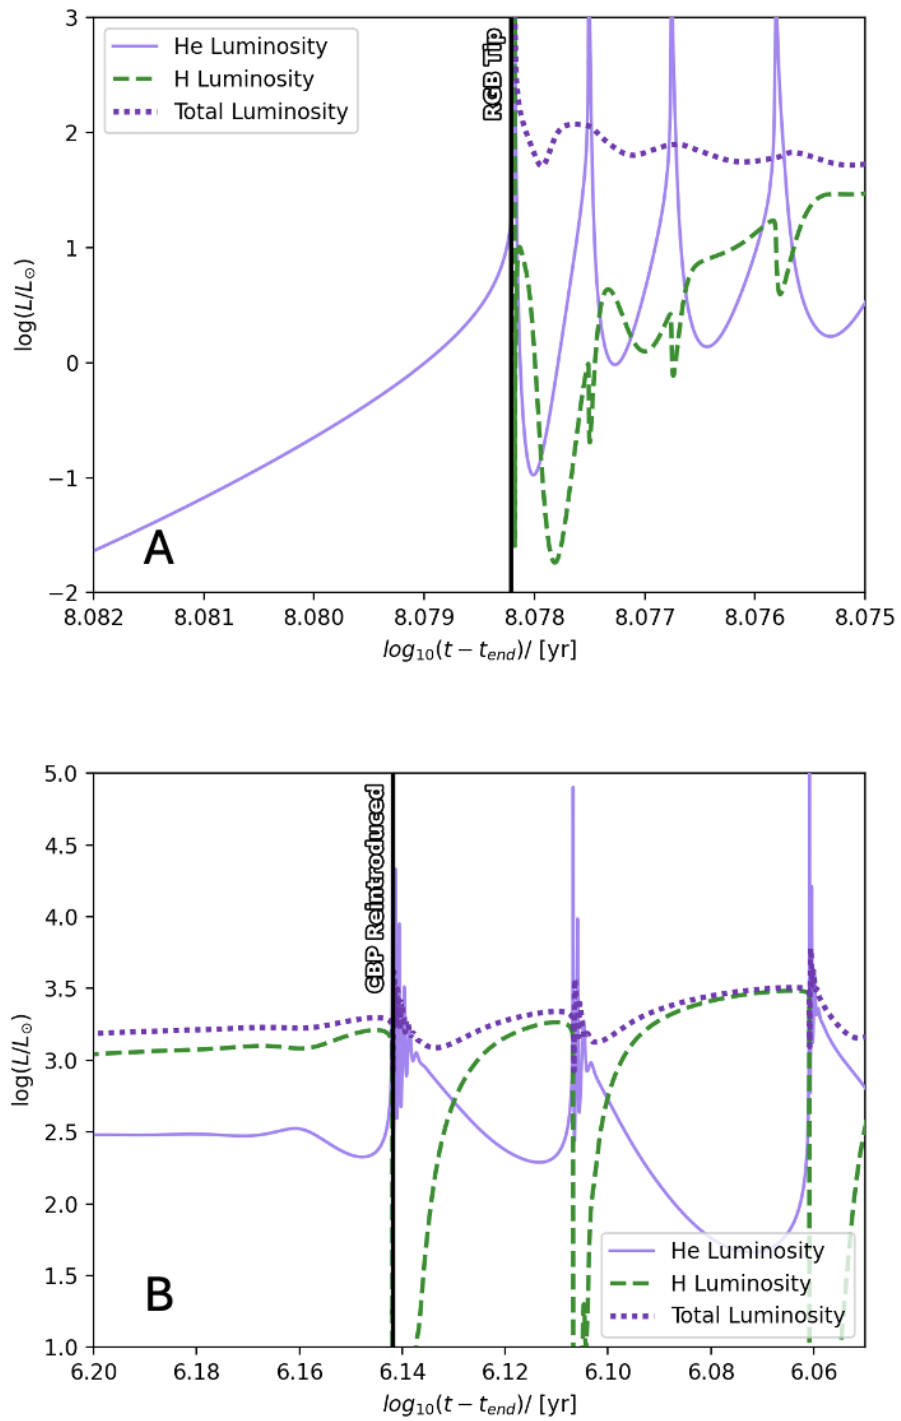 3
2
1
0
−1
−2
log(L/L⊙)
He Luminosity
H Luminosity
Total Luminosity
RGB Tip
A
8.082 8.081 8.080 8.079 8.078 8.077 8.076 8.075
log₁₀(t − tₑₙd)/ [yr]
5.0
4.5
4.0
3.5
3.0
2.5
2.0
1.5
1.0
log(L/L⊙)
CBP Reintroduced
B
He Luminosity
H Luminosity
Total Luminosity
6.20 6.18 6.16 6.14 6.12 6.10 6.08 6.06
log₁₀(t − tₑₙd)/ [yr]